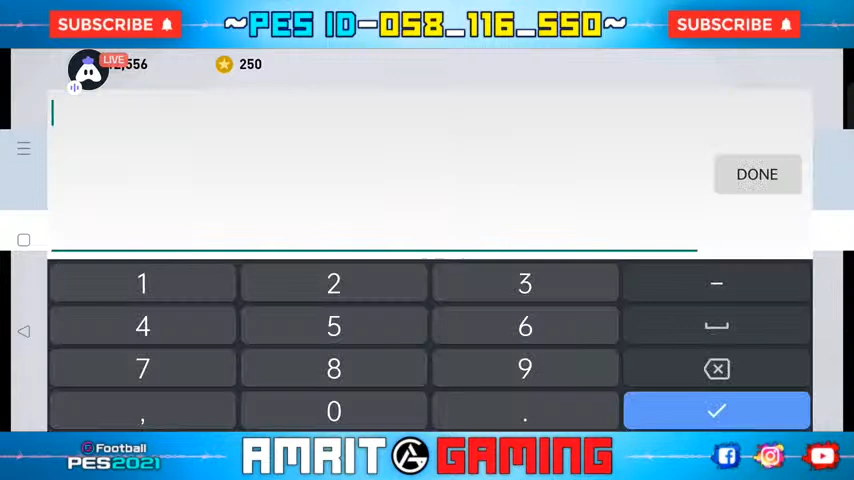 SUBSCRIBE ~PES ID-058_116_550~ SUBSCRIBE
LIVE
,556 250
DONE
1 2 3 -
4 5 6
7 8 9
, 0 .
Football
PES2021
AMRIT G GAMING